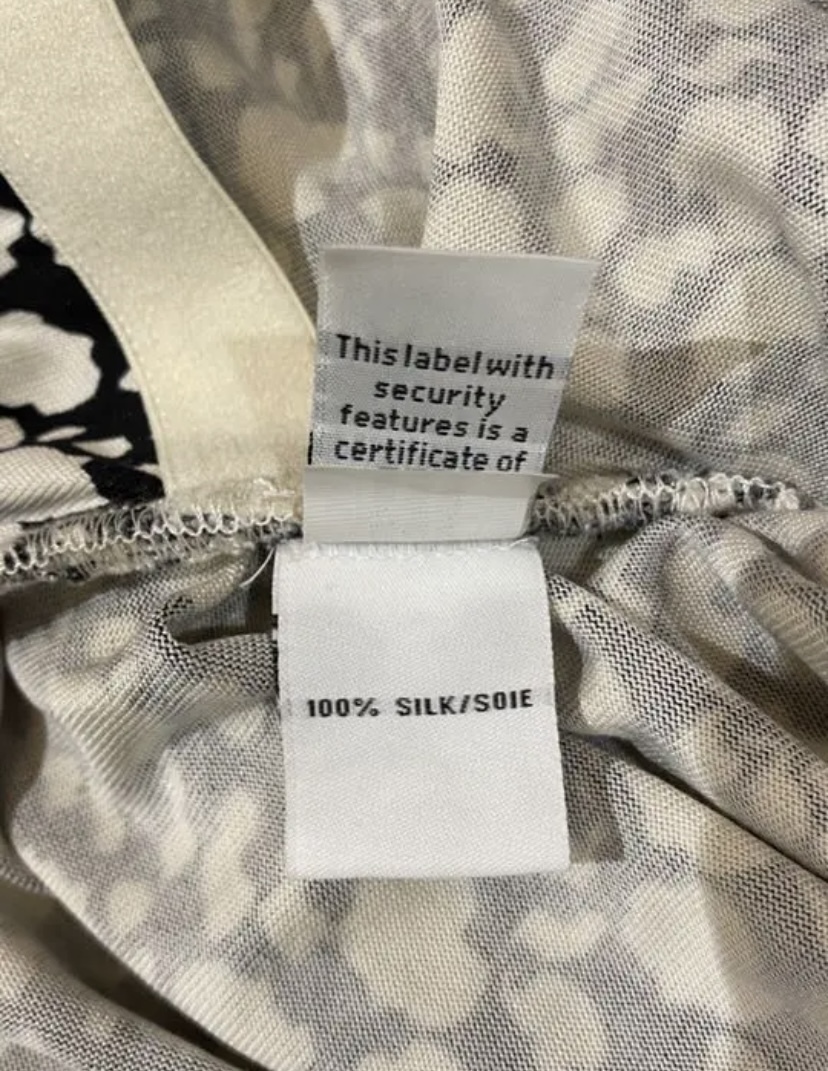 This label with
security
features is a
certificate of
100% SILK/SOIE